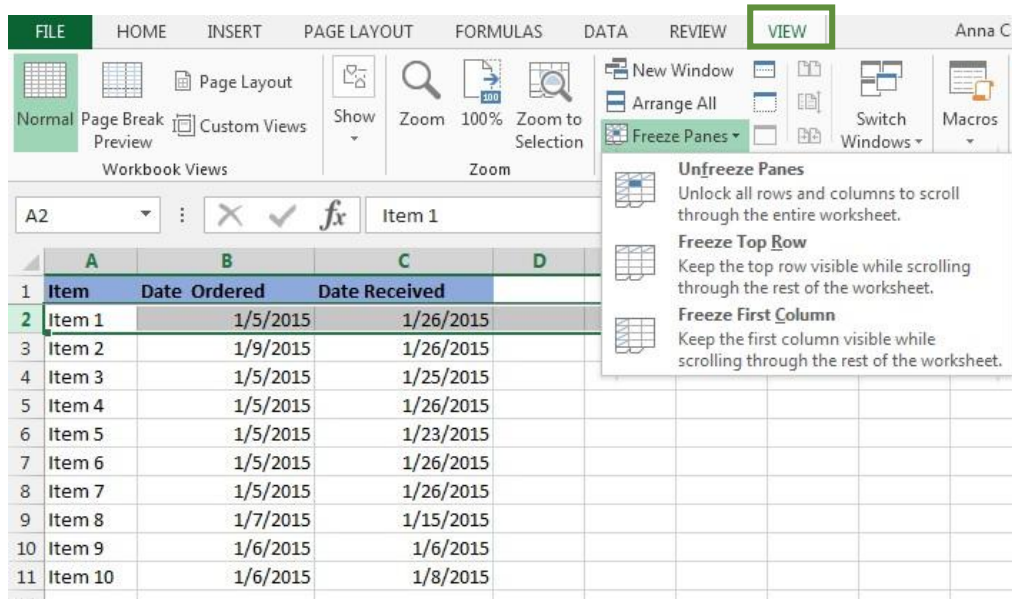 FILE HOME INSERT PAGE LAYOUT FORMULAS DATA REVIEW VIEW Anna C
Normal
Page Break
Preview
Page Layout
Custom Views
Workbook Views
Show
Zoom
100
100%
Zoom to
Selection
Zoom
New Window
Arrange All
Freeze Panes
Switch
Windows
Macros
Unfreeze Panes
Unlock all rows and columns to scroll
through the entire worksheet.
Freeze Top Row
Keep the top row visible while scrolling
through the rest of the worksheet.
Freeze First Column
Keep the first column visible while
scrolling through the rest of the worksheet.
A2 fx Item 1
A B C D
1 Item Date Ordered Date Received
2 Item 1 1/5/2015 1/26/2015
3 Item 2 1/9/2015 1/26/2015
4 Item 3 1/5/2015 1/25/2015
5 Item 4 1/5/2015 1/26/2015
6 Item 5 1/5/2015 1/23/2015
7 Item 6 1/5/2015 1/26/2015
8 Item 7 1/5/2015 1/26/2015
9 Item 8 1/7/2015 1/15/2015
10 Item 9 1/6/2015 1/6/2015
11 Item 10 1/6/2015 1/8/2015